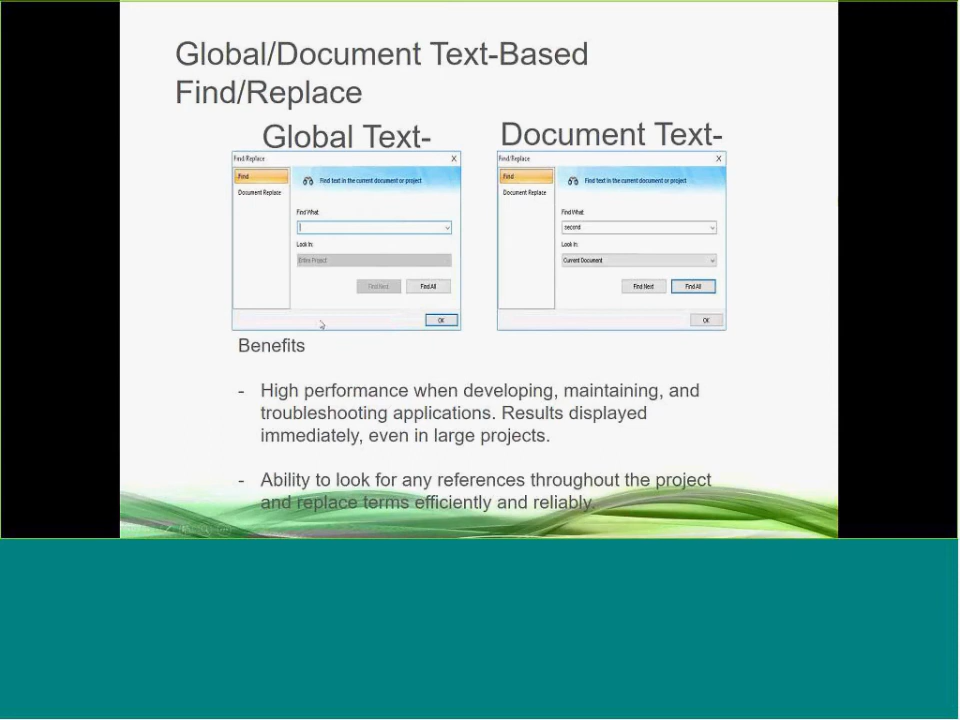 Global/Document Text-Based
Find/Replace
Global Text-
Document Text-
Find/Replace
X
Find
Document Replace
Find text in the current document or project
Find What:
Look In:
Entire Project
Find Next
Find All
OK
Find/Replace
X
Find
Document Replace
Find text in the current document or project
Find What:
second
Look In:
Current Document
Find Next
Find All
OK
Benefits
- High performance when developing, maintaining, and
troubleshooting applications. Results displayed
immediately, even in large projects.
- Ability to look for any references throughout the project
and replace terms efficiently and reliably.